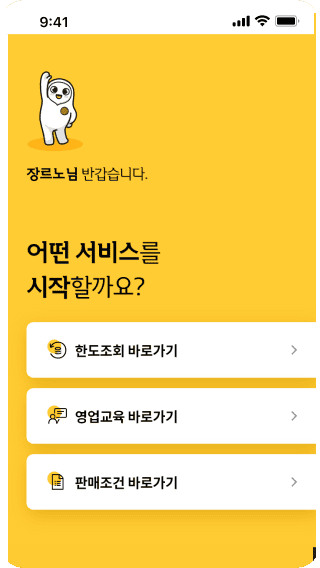 9:41
장르노님 반갑습니다.
어떤 서비스를
시작할까요?
한도조회 바로가기
영업교육 바로가기
판매조건 바로가기